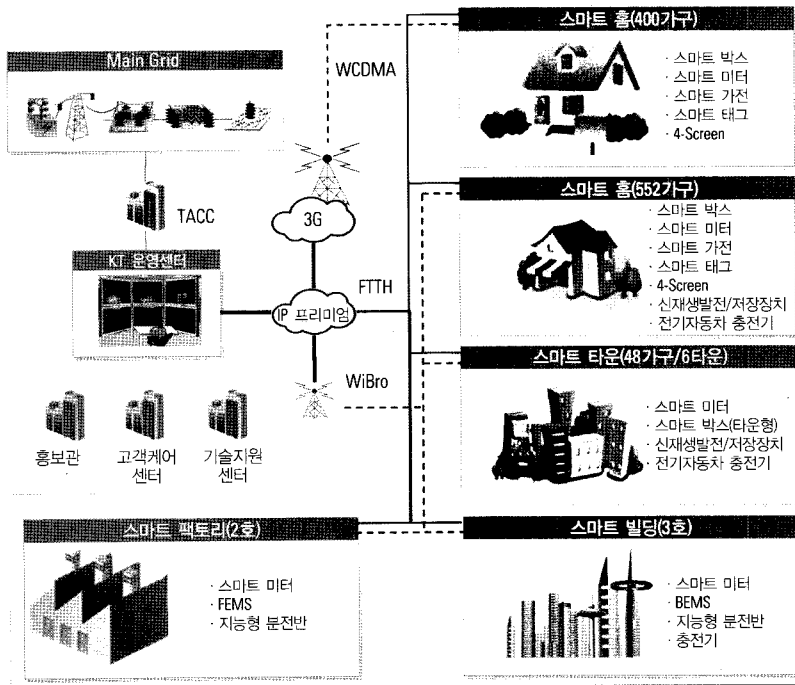 Main Grid
TACC
KT 운영센터
홍보관
고객케어
센터
기술지원
센터
WCDMA
3G
IP 프리미엄
FTTH
WiBro
스마트 홈(400가구)
· 스마트 박스
· 스마트 미터
· 스마트 가전
· 스마트 태그
· 4-Screen
스마트 홈(552가구)
· 스마트 박스
· 스마트 미터
· 스마트 가전
· 스마트 태그
· 4-Screen
· 신재생발전/저장장치
· 전기자동차 충전기
스마트 타운(48가구/6타운)
· 스마트 미터
· 스마트 박스(타운형)
· 신재생발전/저장장치
· 전기자동차 충전기
스마트 팩토리(2호)
· 스마트 미터
· FEMS
· 지능형 분전반
스마트 빌딩(3호)
· 스마트 미터
· BEMS
· 지능형 분전반
· 충전기